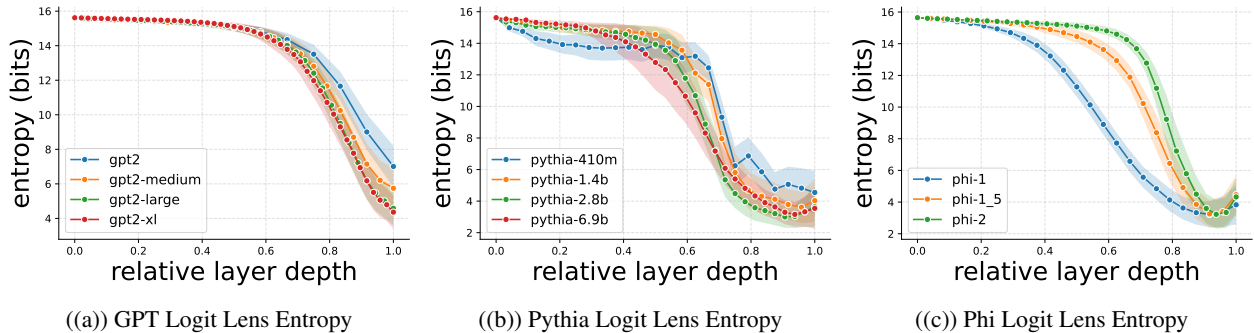 entropy (bits)
16
14
12
10
8
6
4
gpt2
gpt2-medium
gpt2-large
gpt2-xl
0.0 0.2 0.4 0.6 0.8 1.0
relative layer depth
((a)) GPT Logit Lens Entropy
entropy (bits)
16
14
12
10
8
6
4
2
pythia-410m
pythia-1.4b
pythia-2.8b
pythia-6.9b
0.0 0.2 0.4 0.6 0.8 1.0
relative layer depth
((b)) Pythia Logit Lens Entropy
entropy (bits)
16
14
12
10
8
6
4
2
phi-1
phi-1_5
phi-2
0.0 0.2 0.4 0.6 0.8 1.0
relative layer depth
((c)) Phi Logit Lens Entropy